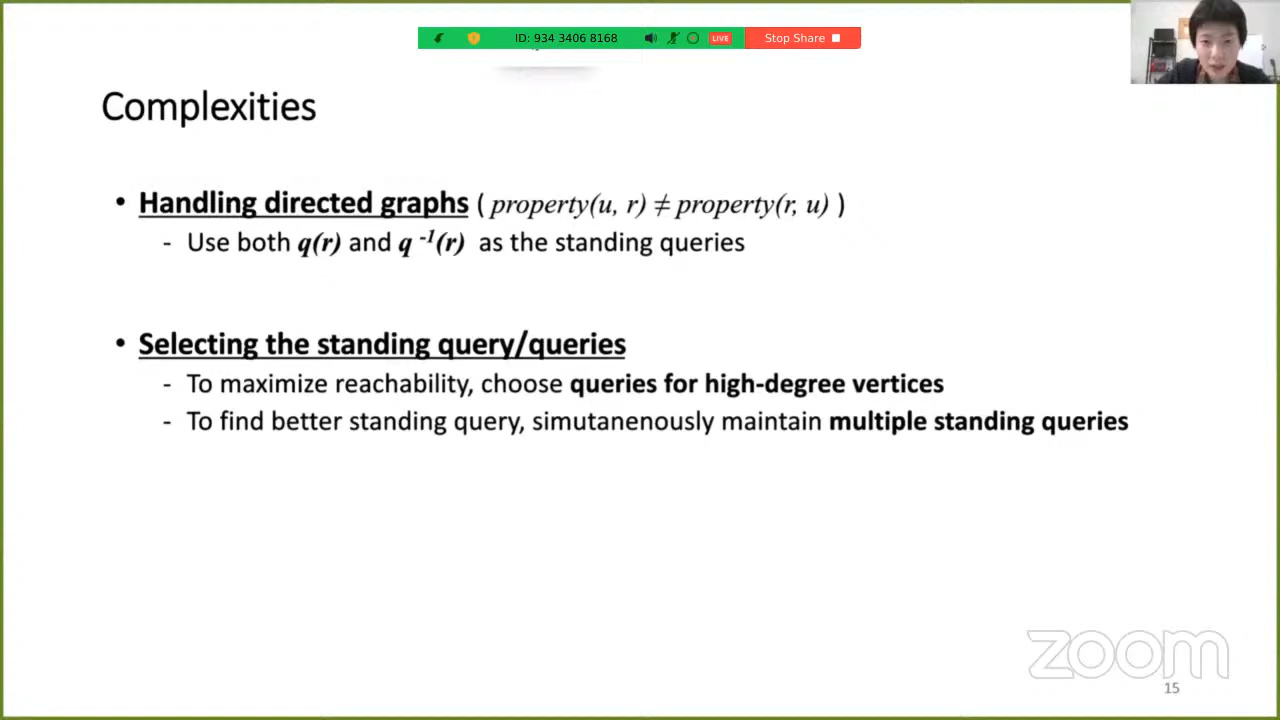 ID: 934 3406 8168
LIVE
Stop Share
Complexities
• Handling directed graphs ( property(u, r) ≠ property(r, u) )
- Use both q(r) and q -1(r) as the standing queries
• Selecting the standing query/queries
- To maximize reachability, choose queries for high-degree vertices
- To find better standing query, simutanenously maintain multiple standing queries
zoom
15